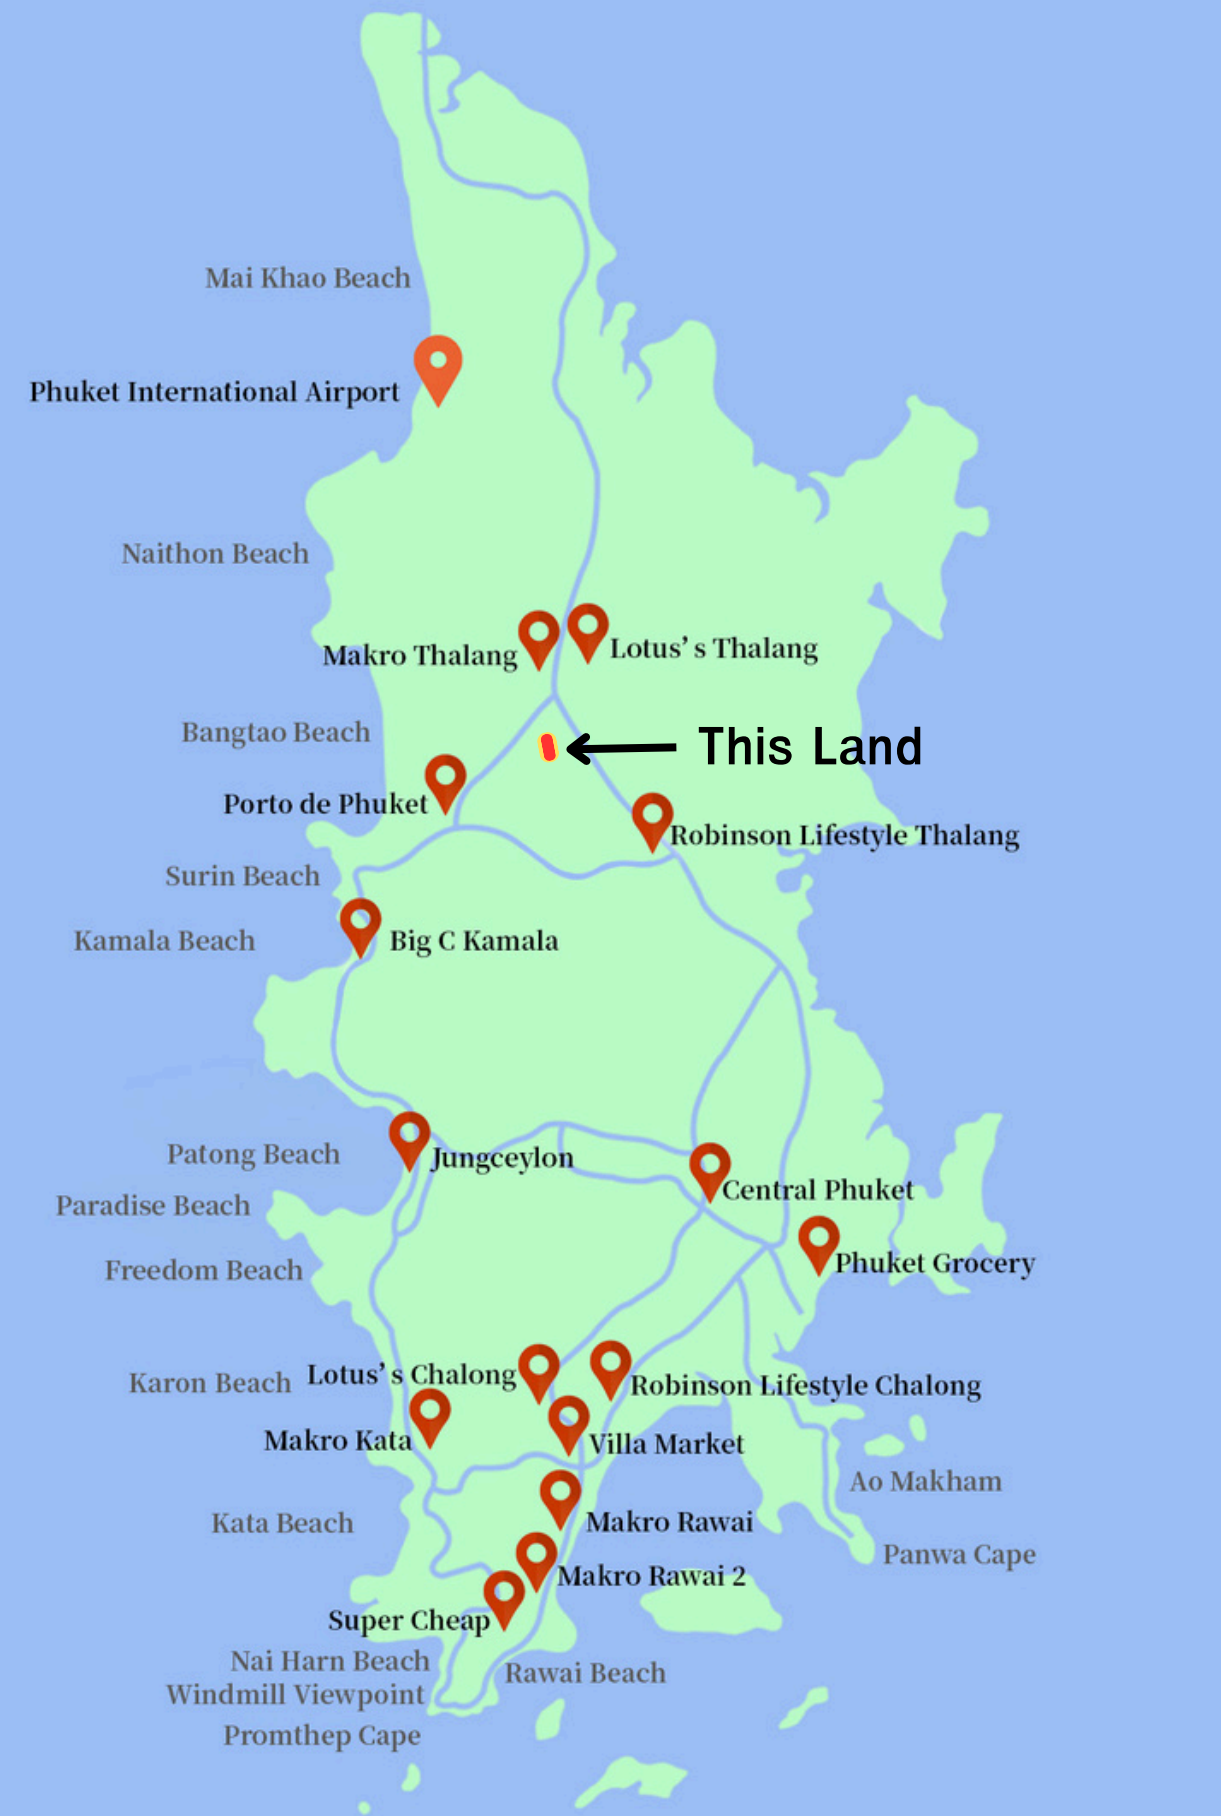 Mai Khao Beach
Phuket International Airport
Naithon Beach
Makro Thalang
Lotus’s Thalang
Bangtao Beach
This Land
Porto de Phuket
Robinson Lifestyle Thalang
Surin Beach
Kamala Beach
Big C Kamala
Patong Beach
Jungceylon
Central Phuket
Paradise Beach
Freedom Beach
Phuket Grocery
Karon Beach
Lotus’s Chalong
Robinson Lifestyle Chalong
Makro Kata
Villa Market
Ao Makham
Kata Beach
Makro Rawai
Panwa Cape
Makro Rawai 2
Super Cheap
Nai Harn Beach
Rawai Beach
Windmill Viewpoint
Promthep Cape